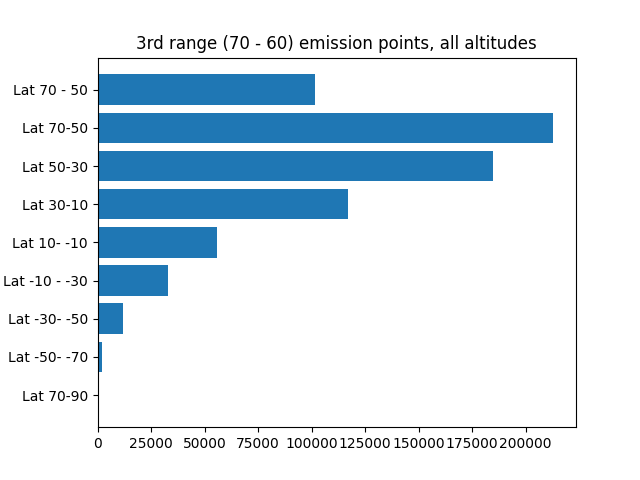 3rd range (70 - 60) emission points, all altitudes
Lat 70 - 50
Lat 70-50
Lat 50-30
Lat 30-10
Lat 10- -10
Lat -10 - -30
Lat -30- -50
Lat -50- -70
Lat 70-90
0 25000 50000 75000 100000 125000 150000 175000 200000